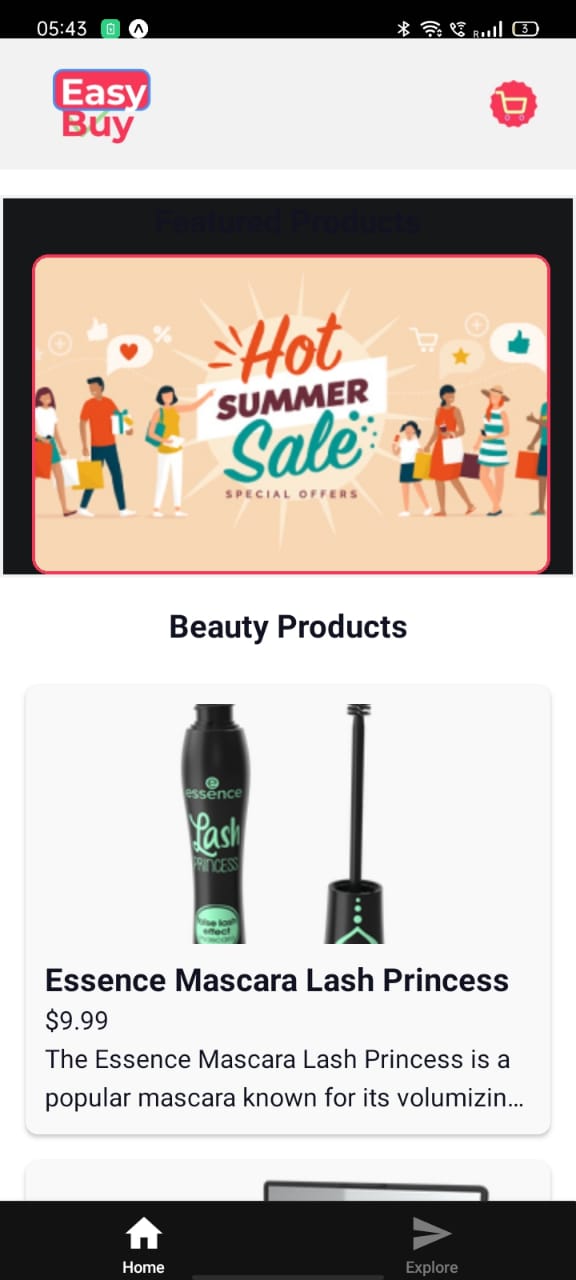 05:43
R
3
Easy
Buy
Featured Products
%
Hot
SUMMER
Sale
SPECIAL OFFERS
Beauty Products
e
essence
Lash
PRINCESS
false lash
effect
mascara
Essence Mascara Lash Princess
$9.99
The Essence Mascara Lash Princess is a
popular mascara known for its volumizin...
Home
Explore